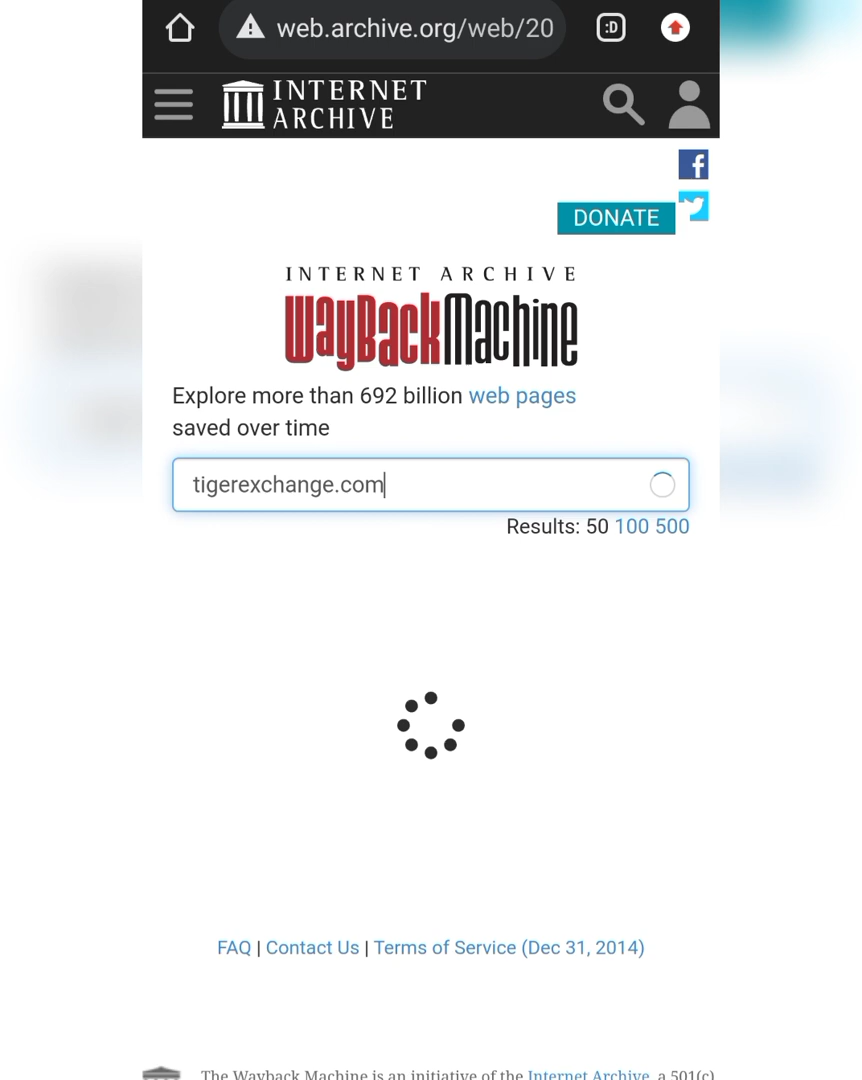 web.archive.org/web/20
:D
INTERNET
ARCHIVE
f
DONATE
INTERNET ARCHIVE
WayBackMachine
Explore more than 692 billion web pages
saved over time
tigerexchange.com
Results: 50 100 500
FAQ | Contact Us | Terms of Service (Dec 31, 2014)
The Wayback Machine is an initiative of the Internet Archive, a 501(c)